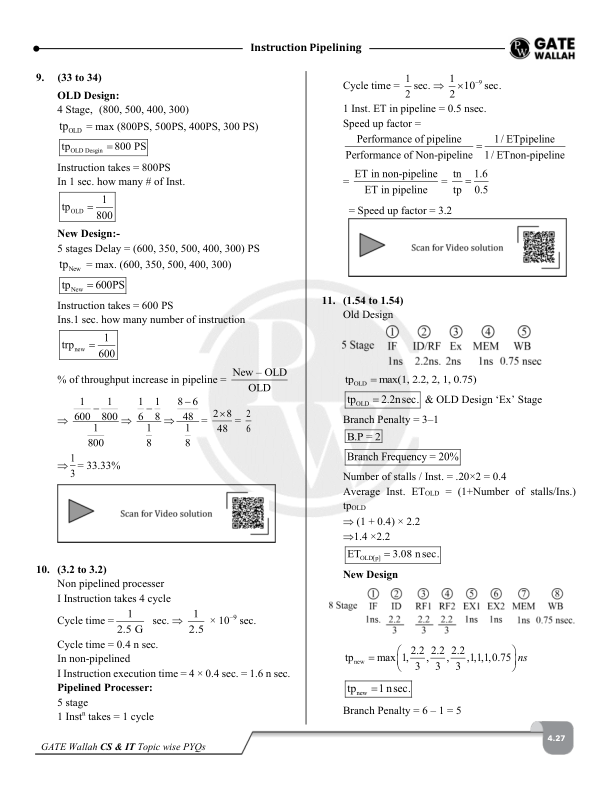 Instruction Pipelining
GATE
WALLAH
9. (33 to 34)
OLD Design:
4 Stage, (800, 500, 400, 300)
tp_OLD = max (800PS, 500PS, 400PS, 300 PS)
tp_OLD Desgin = 800 PS
Instruction takes = 800PS
In 1 sec. how many # of Inst.
tp_OLD = 1/800
New Design:-
5 stages Delay = (600, 350, 500, 400, 300) PS
tp_New = max. (600, 350, 500, 400, 300)
tp_New = 600PS
Instruction takes = 600 PS
Ins.1 sec. how many number of instruction
trp_new = 1/600
% of throughput increase in pipeline = (New – OLD)/OLD
⇒ (1/600 − 1/800)/(1/800) ⇒ (1/6 − 1/8)/(1/8) ⇒ ((8 − 6)/48)/(1/8) = (2×8)/48 = 2/6
⇒ 1/3 = 33.33%
Scan for Video solution
10. (3.2 to 3.2)
Non pipelined processer
I Instruction takes 4 cycle
Cycle time = 1/2.5 G sec. ⇒ 1/2.5 × 10⁻⁹ sec.
Cycle time = 0.4 n sec.
In non-pipelined
I Instruction execution time = 4 × 0.4 sec. = 1.6 n sec.
Pipelined Processer:
5 stage
1 Instⁿ takes = 1 cycle
Cycle time = 1/2 sec. ⇒ 1/2 ×10⁻⁹ sec.
1 Inst. ET in pipeline = 0.5 nsec.
Speed up factor =
Performance of pipeline/Performance of Non-pipeline = 1 / ETpipeline/1 / ETnon-pipeline
= ET in non-pipeline/ET in pipeline = tn/tp = 1.6/0.5
= Speed up factor = 3.2
Scan for Video solution
11. (1.54 to 1.54)
Old Design
① ② ③ ④ ⑤
5 Stage IF ID/RF Ex MEM WB
1ns 2.2ns. 2ns 1ns 0.75 nsec
tp_OLD = max(1, 2.2, 2, 1, 0.75)
tp_OLD = 2.2nsec. & OLD Design ‘Ex’ Stage
Branch Penalty = 3–1
B.P = 2
Branch Frequency = 20%
Number of stalls / Inst. = .20×2 = 0.4
Average Inst. ET_OLD = (1+Number of stalls/Ins.)
tp_OLD
⇒ (1 + 0.4) × 2.2
⇒1.4 ×2.2
ET_OLD[p] = 3.08 n sec.
New Design
① ② ③ ④ ⑤ ⑥ ⑦ ⑧
8 Stage IF ID RF1 RF2 EX1 EX2 MEM WB
1ns. 2.2/3 2.2/3 2.2/3 1ns 1ns 1ns 0.75 nsec.
tp_new = max(1, 2.2/3, 2.2/3, 2.2/3, 1,1,1,0.75) ns
tp_new = 1 n sec.
Branch Penalty = 6 – 1 = 5
GATE Wallah CS & IT Topic wise PYQs
4.27